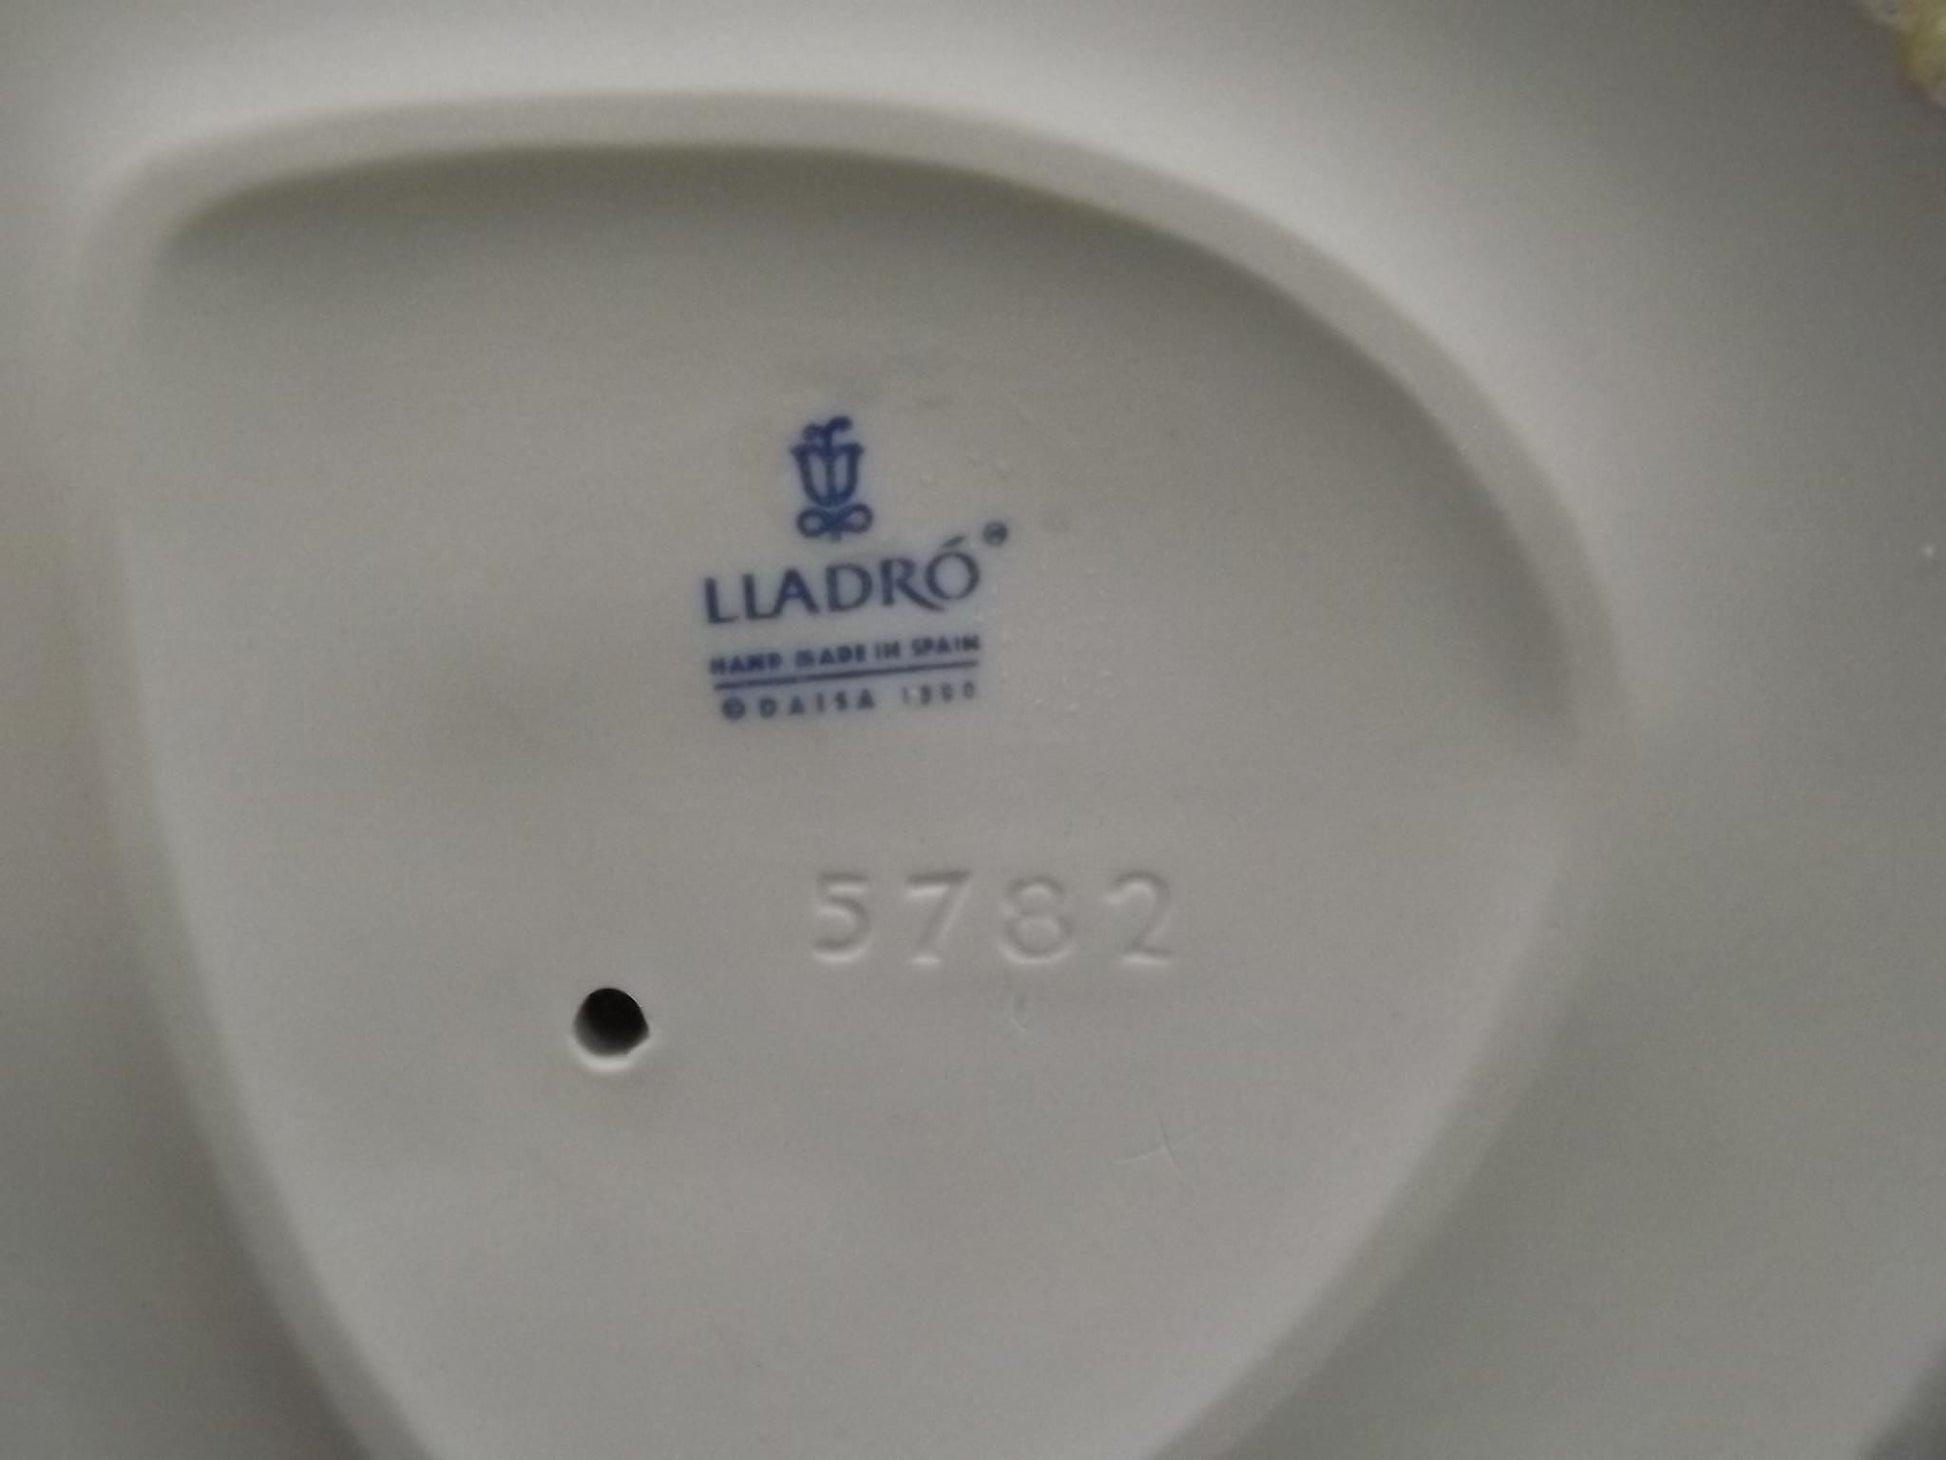 LLADRÓ®
HAND MADE IN SPAIN
© DAISA
5782